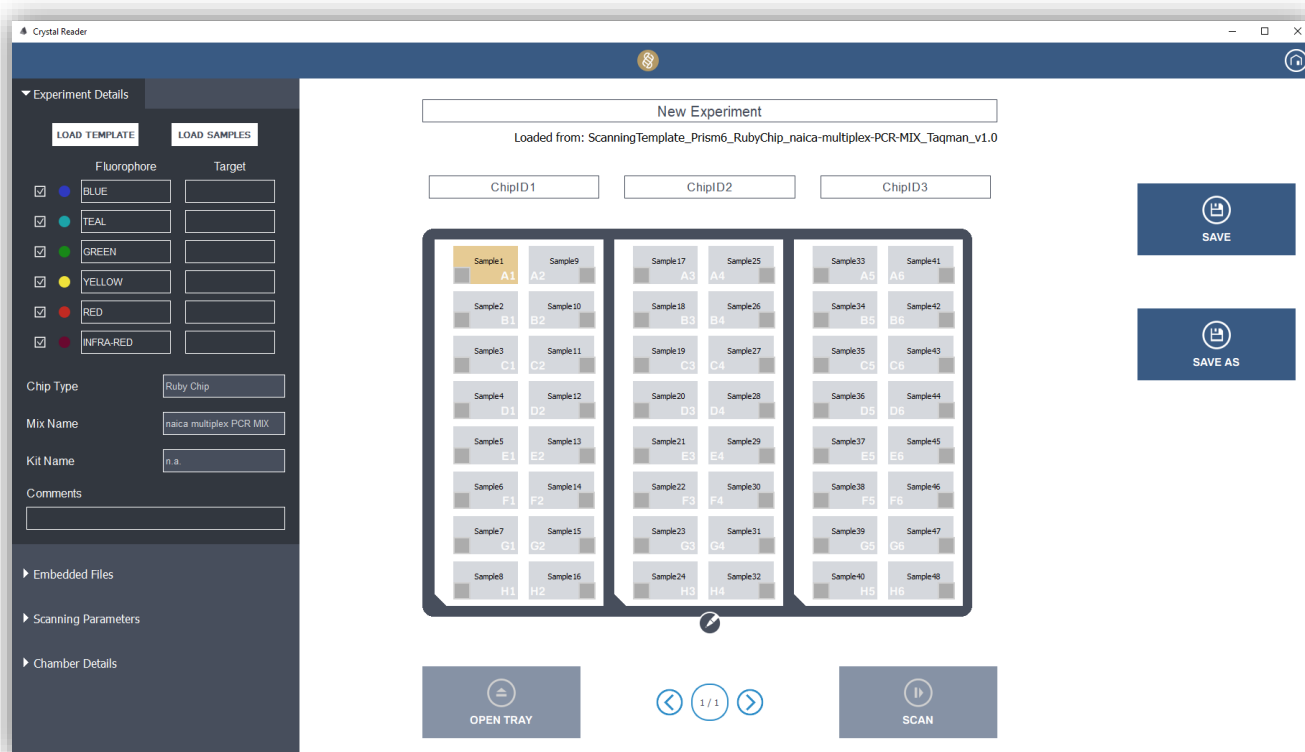 Crystal Reader
Experiment Details
LOAD TEMPLATE LOAD SAMPLES
Fluorophore Target
BLUE
TEAL
GREEN
YELLOW
RED
INFRA-RED
Chip Type Ruby Chip
Mix Name naica multiplex PCR MIX
Kit Name n.a.
Comments
Embedded Files
Scanning Parameters
Chamber Details
New Experiment
Loaded from: ScanningTemplate_Prism6_RubyChip_naica-multiplex-PCR-MIX_Taqman_v1.0
ChipID1 ChipID2 ChipID3
Sample1 Sample9 Sample17 Sample25 Sample33 Sample41
A1 A2 A3 A4 A5 A6
Sample2 Sample10 Sample18 Sample26 Sample34 Sample42
B1 B2 B3 B4 B5 B6
Sample3 Sample11 Sample19 Sample27 Sample35 Sample43
C1 C2 C3 C4 C5 C6
Sample4 Sample12 Sample20 Sample28 Sample36 Sample44
D1 D2 D3 D4 D5 D6
Sample5 Sample13 Sample21 Sample29 Sample37 Sample45
E1 E2 E3 E4 E5 E6
Sample6 Sample14 Sample22 Sample30 Sample38 Sample46
F1 F2 F3 F4 F5 F6
Sample7 Sample15 Sample23 Sample31 Sample39 Sample47
G1 G2 G3 G4 G5 G6
Sample8 Sample16 Sample24 Sample32 Sample40 Sample48
H1 H2 H3 H4 H5 H6
OPEN TRAY 1 / 1 SCAN
SAVE
SAVE AS